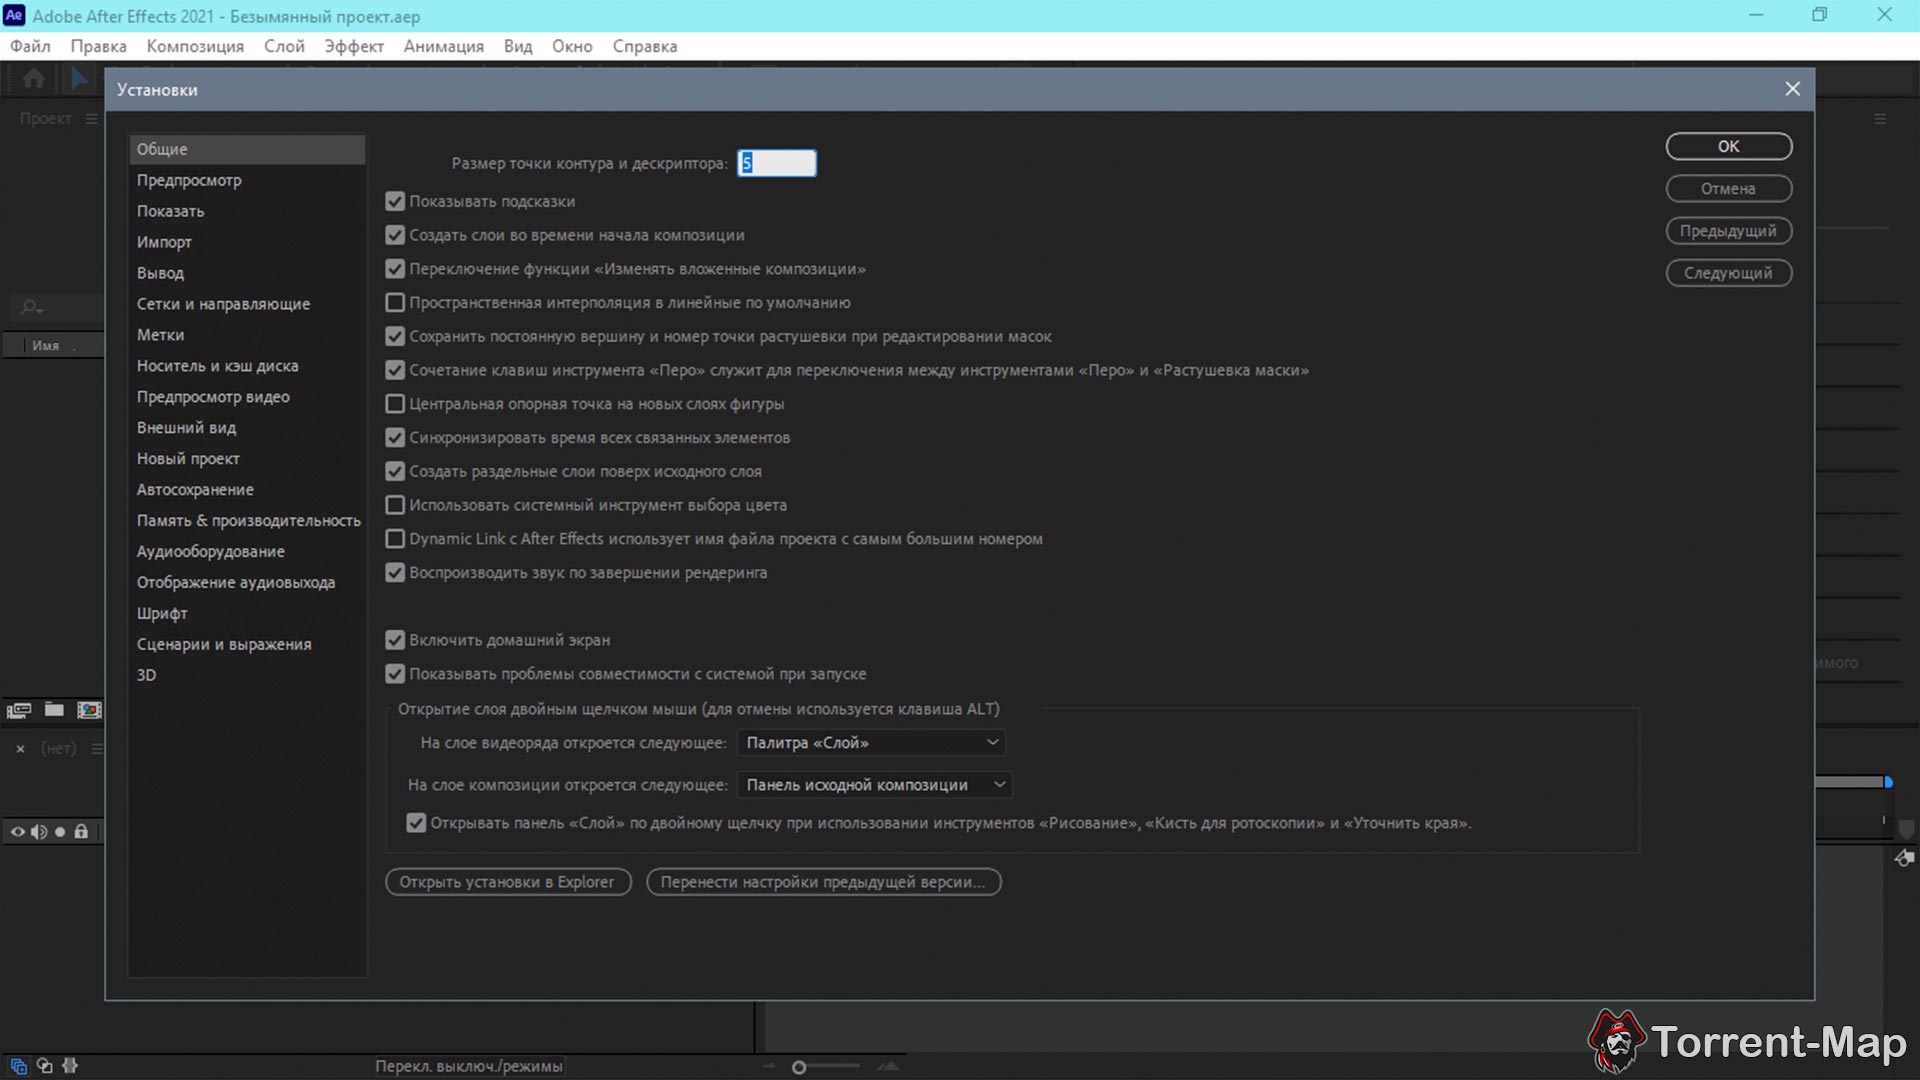 Ae Adobe After Effects 2021 - Безымянный проект.aep
Файл Правка Композиция Слой Эффект Анимация Вид Окно Справка
Установки
Проект
Общие
Предпросмотр
Показать
Импорт
Вывод
Сетки и направляющие
Метки
Носитель и кэш диска
Предпросмотр видео
Внешний вид
Новый проект
Автосохранение
Память & производительность
Аудиооборудование
Отображение аудиовыхода
Шрифт
Сценарии и выражения
3D
Размер точки контура и дескриптора: 5
Показывать подсказки
Создать слои во времени начала композиции
Переключение функции «Изменять вложенные композиции»
Пространственная интерполяция в линейные по умолчанию
Сохранить постоянную вершину и номер точки растушевки при редактировании масок
Сочетание клавиш инструмента «Перо» служит для переключения между инструментами «Перо» и «Растушевка маски»
Центральная опорная точка на новых слоях фигуры
Синхронизировать время всех связанных элементов
Создать раздельные слои поверх исходного слоя
Использовать системный инструмент выбора цвета
Dynamic Link с After Effects использует имя файла проекта с самым большим номером
Воспроизводить звук по завершении рендеринга
Включить домашний экран
Показывать проблемы совместимости с системой при запуске
Открытие слоя двойным щелчком мыши (для отмены используется клавиша ALT)
На слое видеоряда откроется следующее: Палитра «Слой»
На слое композиции откроется следующее: Панель исходной композиции
Открывать панель «Слой» по двойному щелчку при использовании инструментов «Рисование», «Кисть для ротоскопии» и «Уточнить края».
Открыть установки в Explorer Перенести настройки предыдущей версии...
OK
Отмена
Предыдущий
Следующий
Имя
имого
(нет)
Перекл. выключ./режимы
Torrent-Map